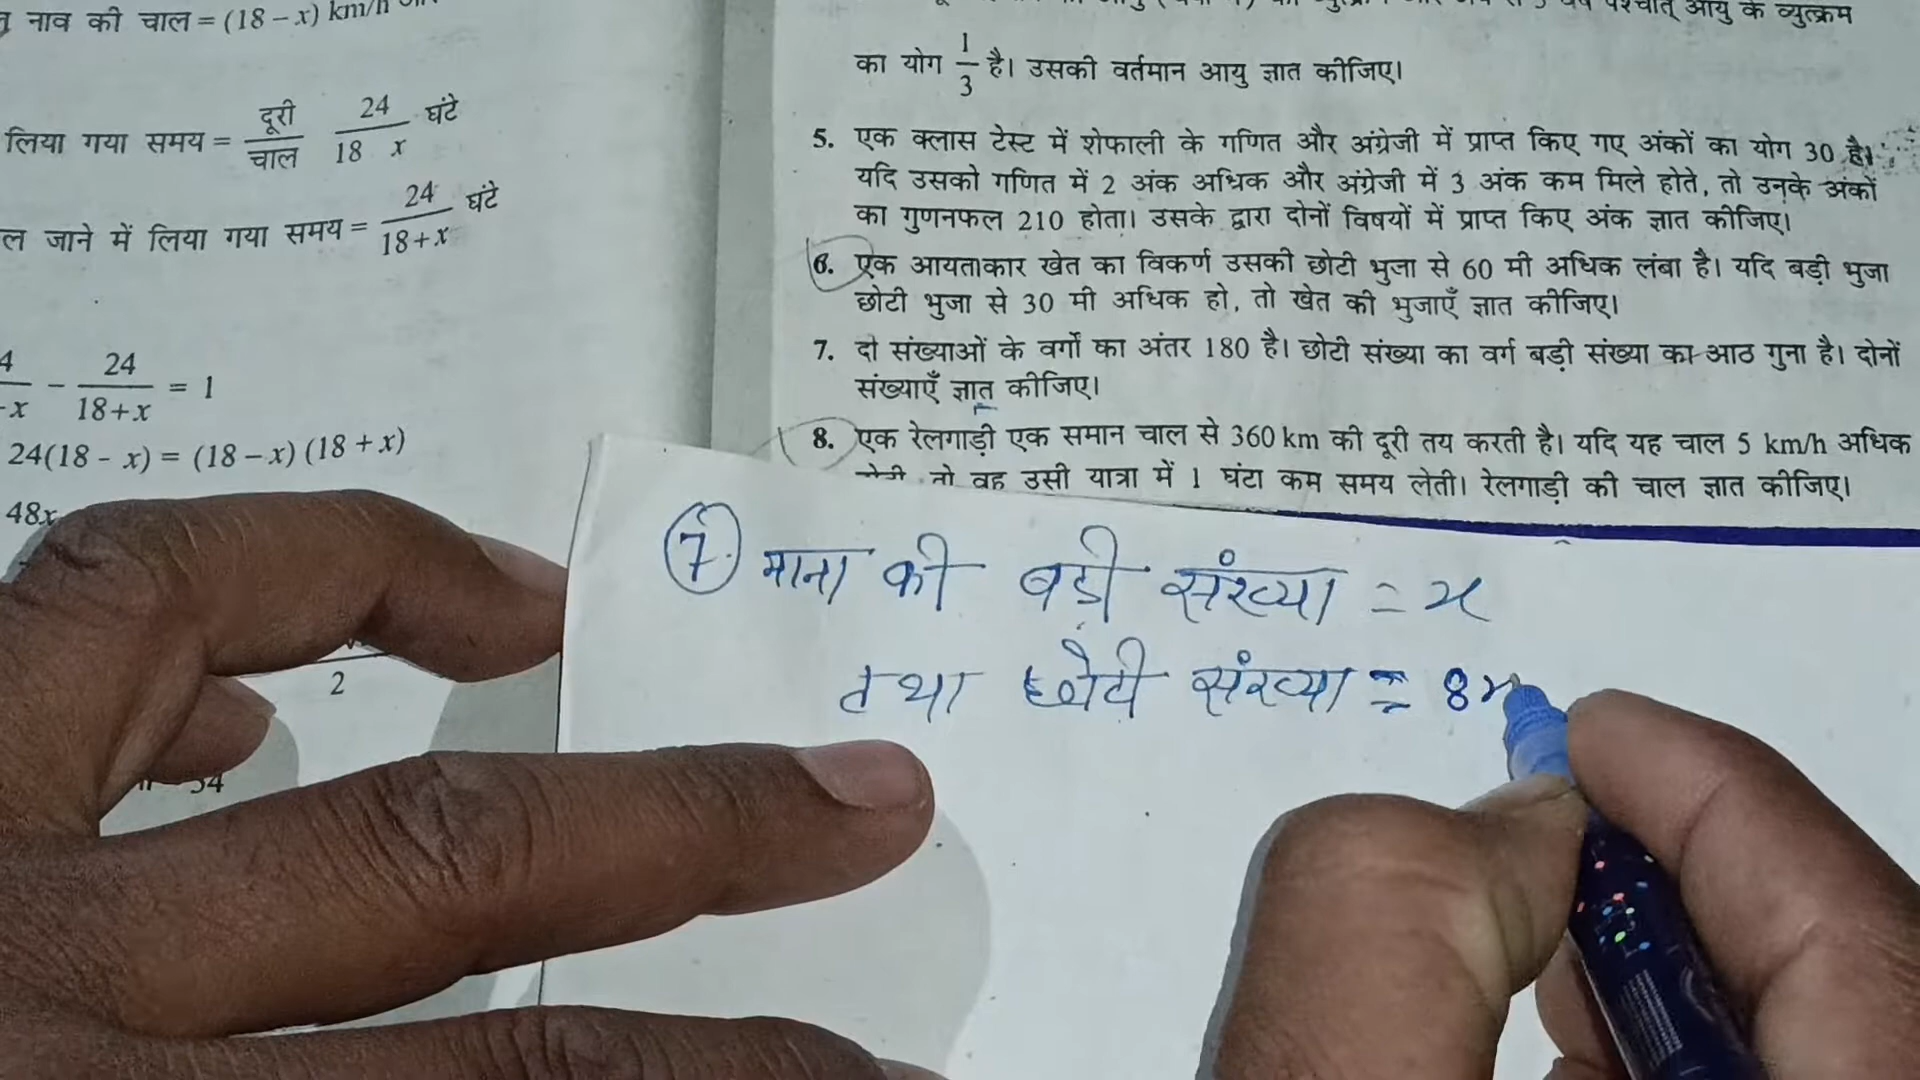 नाव की चाल = (18 – x) km/h
लिया गया समय = दूरी/चाल 24/18 x घंटे
जाने में लिया गया समय = 24/18+x घंटे
– 24/18+x = 1
24(18 - x) = (18 – x) (18 + x)
48x
2
34
पश्चात् आयु के व्युत्क्रम
का योग 1/3 है। उसकी वर्तमान आयु ज्ञात कीजिए।
5. एक क्लास टेस्ट में शेफाली के गणित और अंग्रेजी में प्राप्त किए गए अंकों का योग 30 है।
यदि उसको गणित में 2 अंक अधिक और अंग्रेजी में 3 अंक कम मिले होते, तो उनके अंकों
का गुणनफल 210 होता। उसके द्वारा दोनों विषयों में प्राप्त किए अंक ज्ञात कीजिए।
6. एक आयताकार खेत का विकर्ण उसकी छोटी भुजा से 60 मी अधिक लंबा है। यदि बड़ी भुजा
छोटी भुजा से 30 मी अधिक हो, तो खेत की भुजाएँ ज्ञात कीजिए।
7. दो संख्याओं के वर्गों का अंतर 180 है। छोटी संख्या का वर्ग बड़ी संख्या का आठ गुना है। दोनों
संख्याएँ ज्ञात कीजिए।
8. एक रेलगाड़ी एक समान चाल से 360 km की दूरी तय करती है। यदि यह चाल 5 km/h अधिक
तो वह उसी यात्रा में 1 घंटा कम समय लेती। रेलगाड़ी की चाल ज्ञात कीजिए।
7 माना की बड़ी संख्या = x
तथा छोटी संख्या = 8x